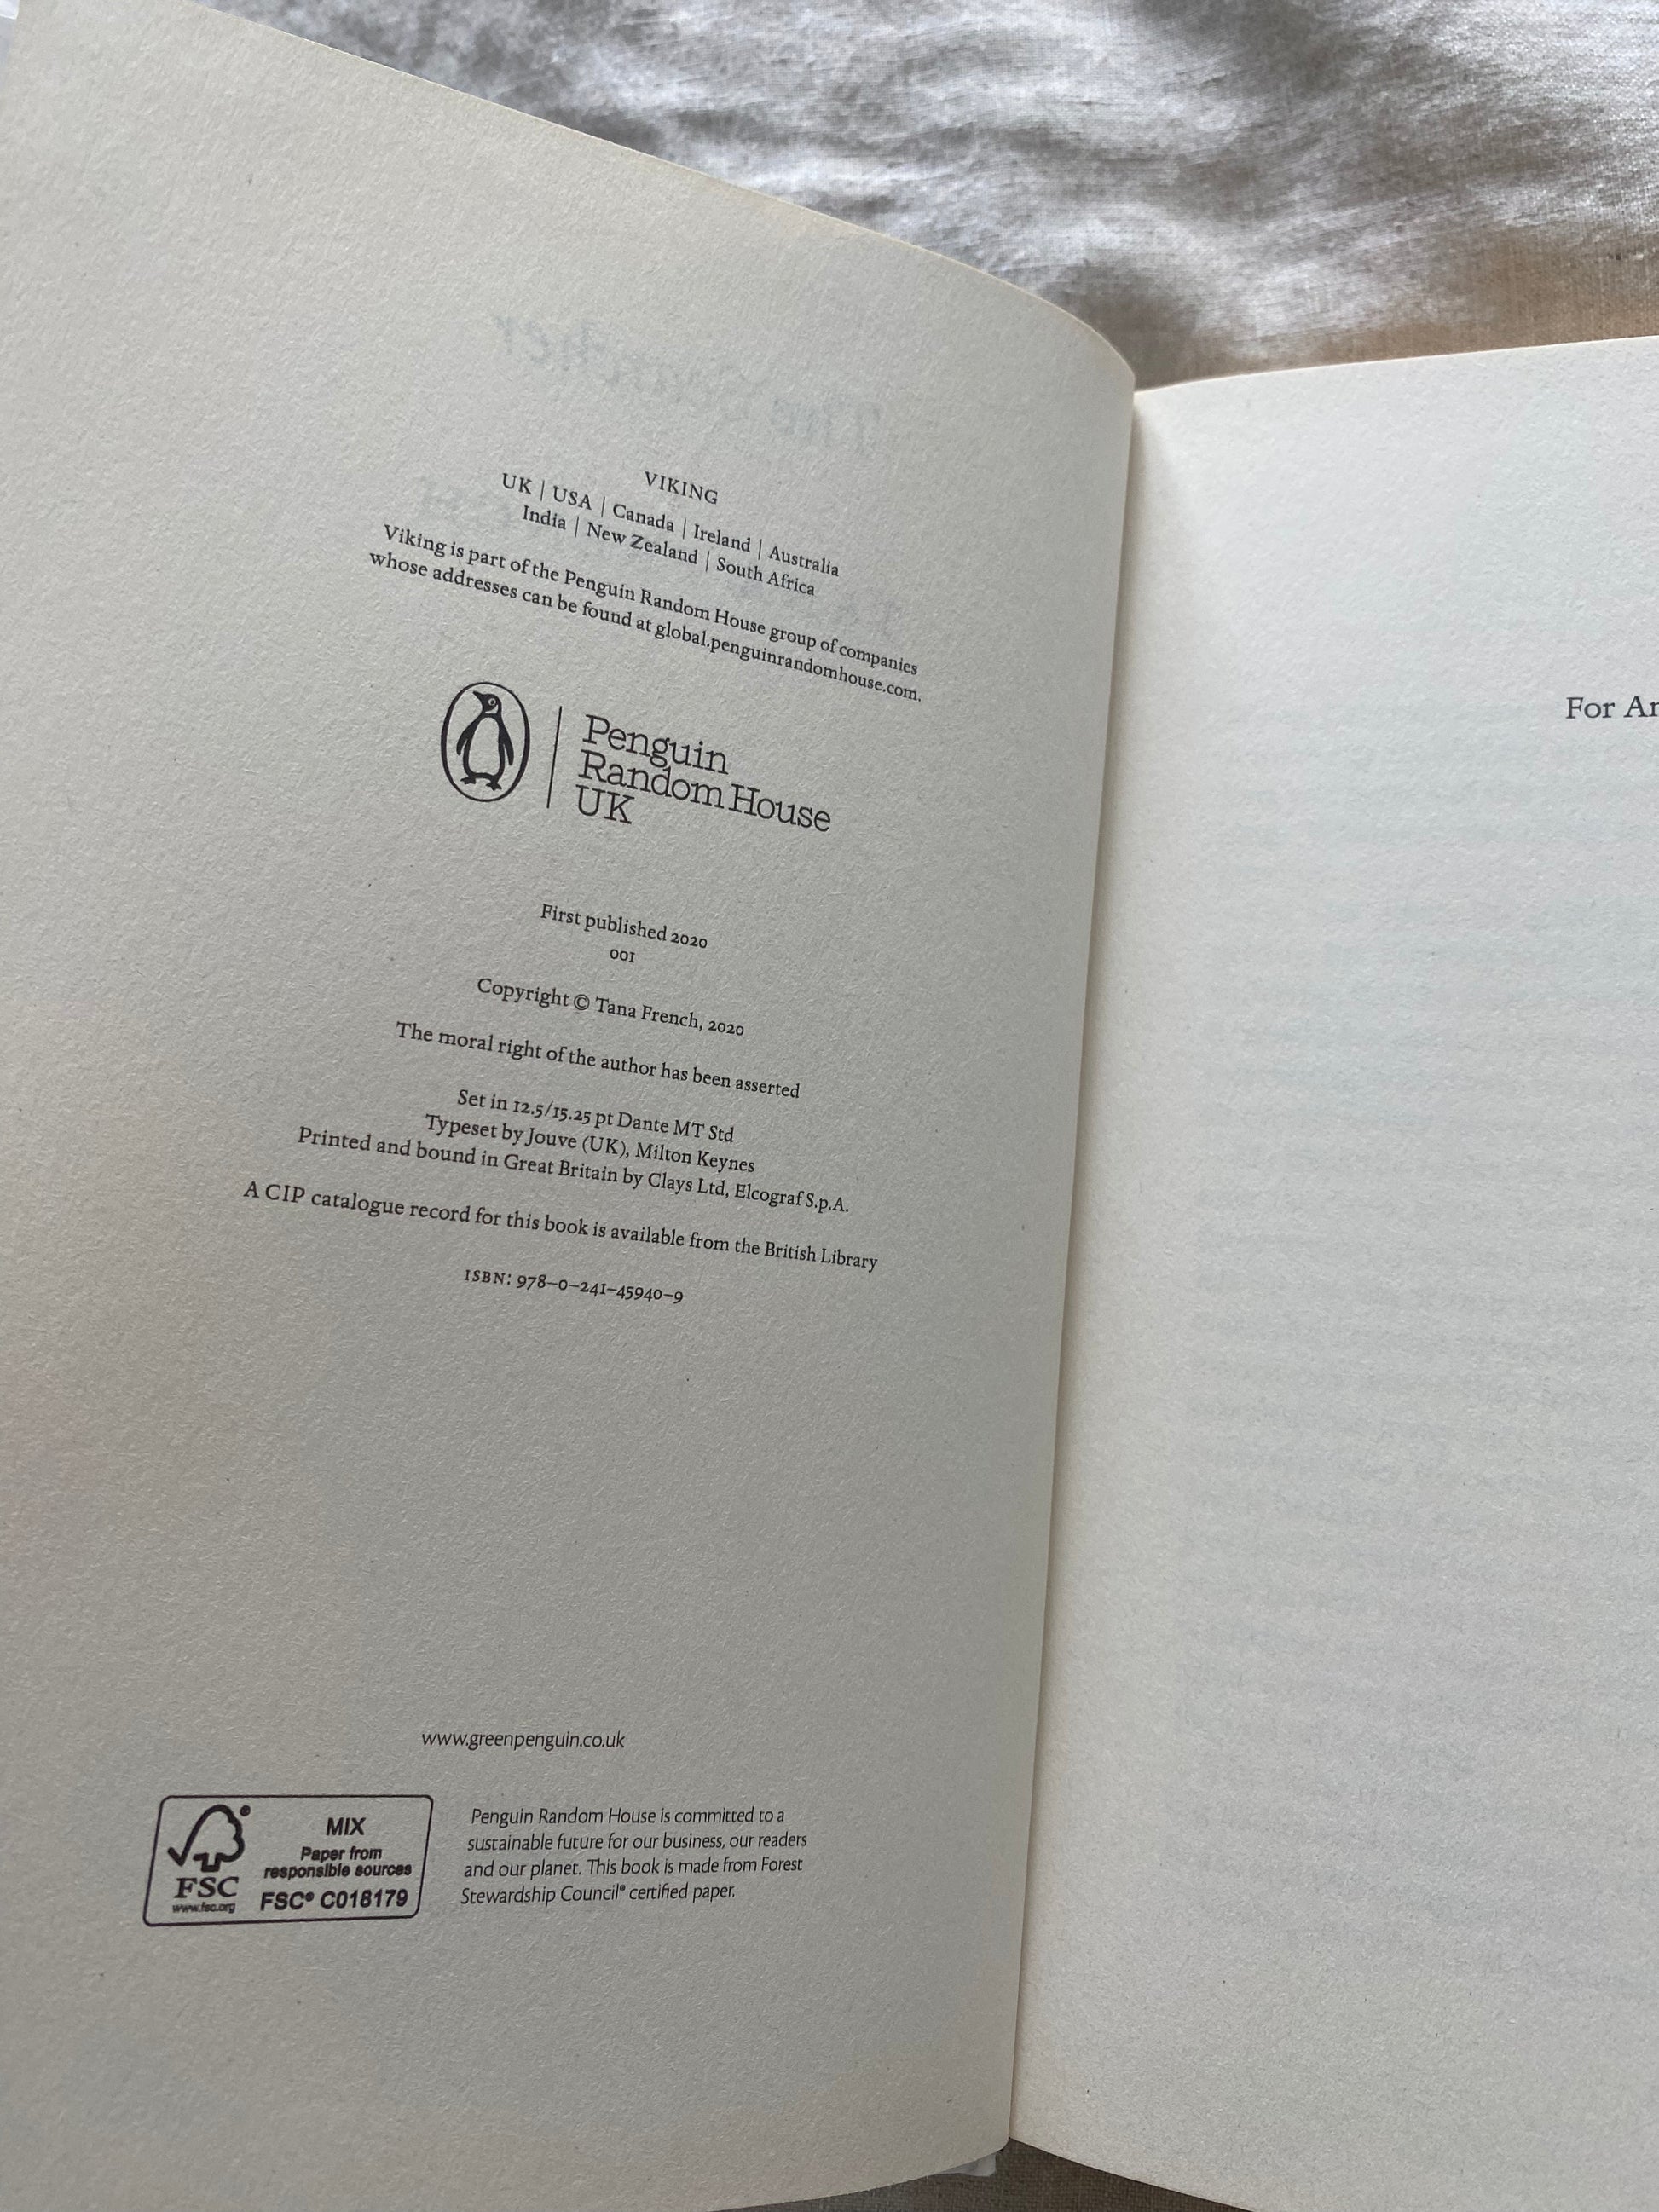 VIKING
UK | USA | Canada | Ireland | Australia
India | New Zealand | South Africa
Viking is part of the Penguin Random House group of companies
whose addresses can be found at global.penguinrandomhouse.com.
Penguin
Random House
UK
First published 2020
001
Copyright © Tana French, 2020
The moral right of the author has been asserted
Set in 12.5/15.25 pt Dante MT Std
Typeset by Jouve (UK), Milton Keynes
Printed and bound in Great Britain by Clays Ltd, Elcograf S.p.A.
A CIP catalogue record for this book is available from the British Library
ISBN: 978–0–241–45940–9
www.greenpenguin.co.uk
MIX
Paper from
responsible sources
FSC® C018179
FSC
www.fsc.org
Penguin Random House is committed to a
sustainable future for our business, our readers
and our planet. This book is made from Forest
Stewardship Council® certified paper.
For